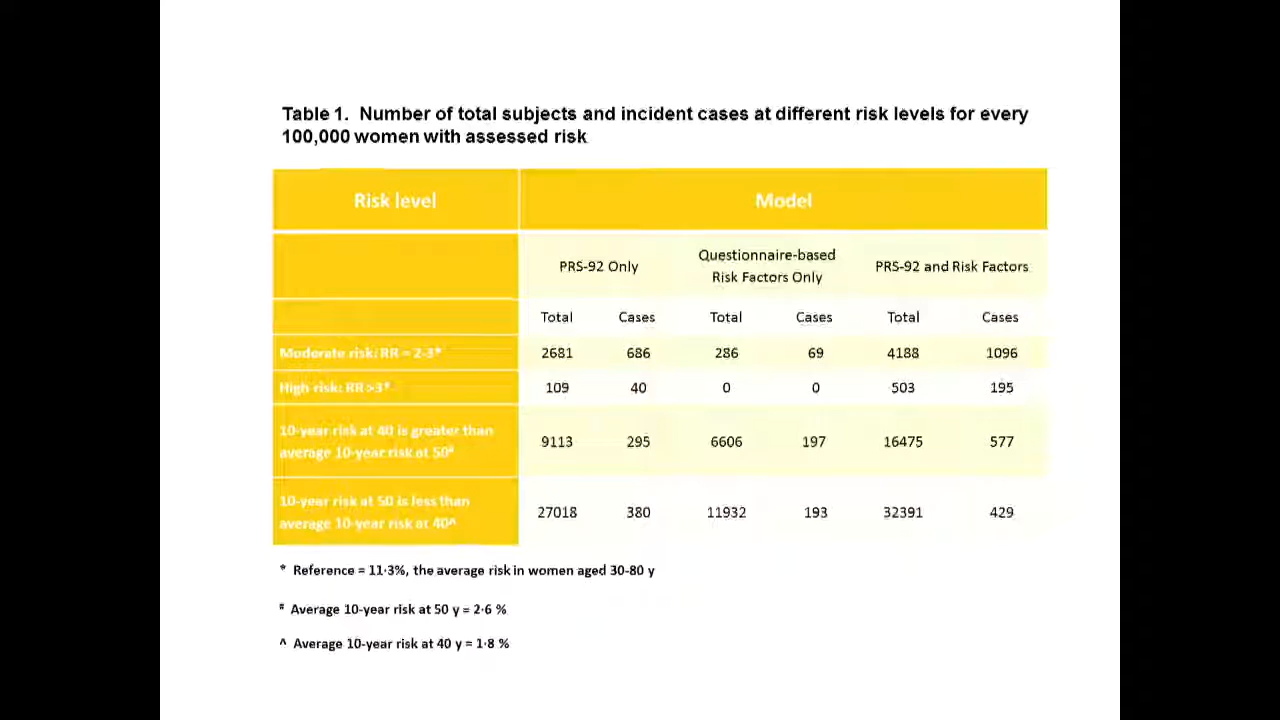 Table 1. Number of total subjects and incident cases at different risk levels for every
100,000 women with assessed risk
Risk level Model
PRS-92 Only Questionnaire-based Risk Factors Only PRS-92 and Risk Factors
Total Cases Total Cases Total Cases
Moderate risk: RR = 2-3* 2681 686 286 69 4188 1096
High risk: RR >3* 109 40 0 0 503 195
10-year risk at 40 is greater than
average 10-year risk at 50# 9113 295 6606 197 16475 577
10-year risk at 50 is less than
average 10-year risk at 40^ 27018 380 11932 193 32391 429
* Reference = 11·3%, the average risk in women aged 30-80 y
# Average 10-year risk at 50 y = 2·6 %
^ Average 10-year risk at 40 y = 1·8 %